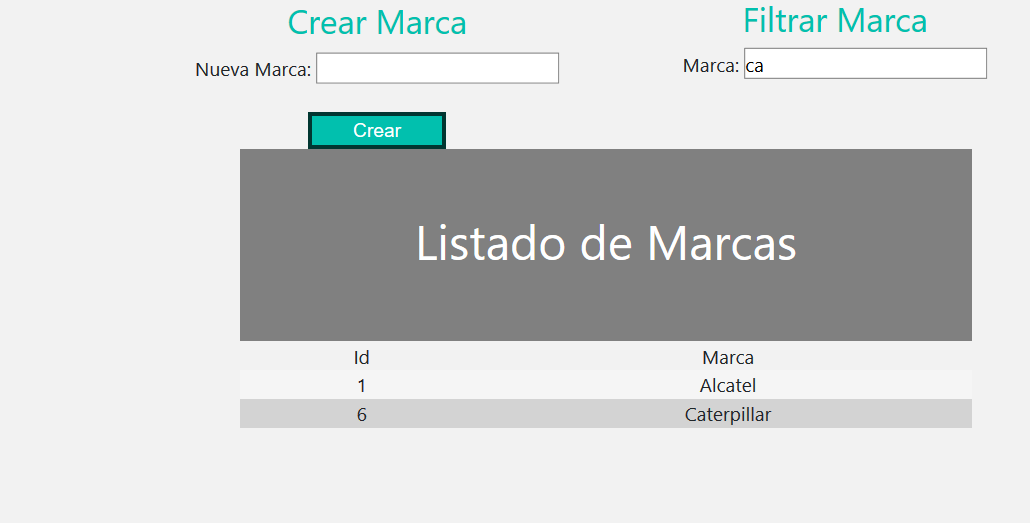 Crear Marca
Nueva Marca:
Crear
Filtrar Marca
Marca: ca
Listado de Marcas
Id Marca
1 Alcatel
6 Caterpillar